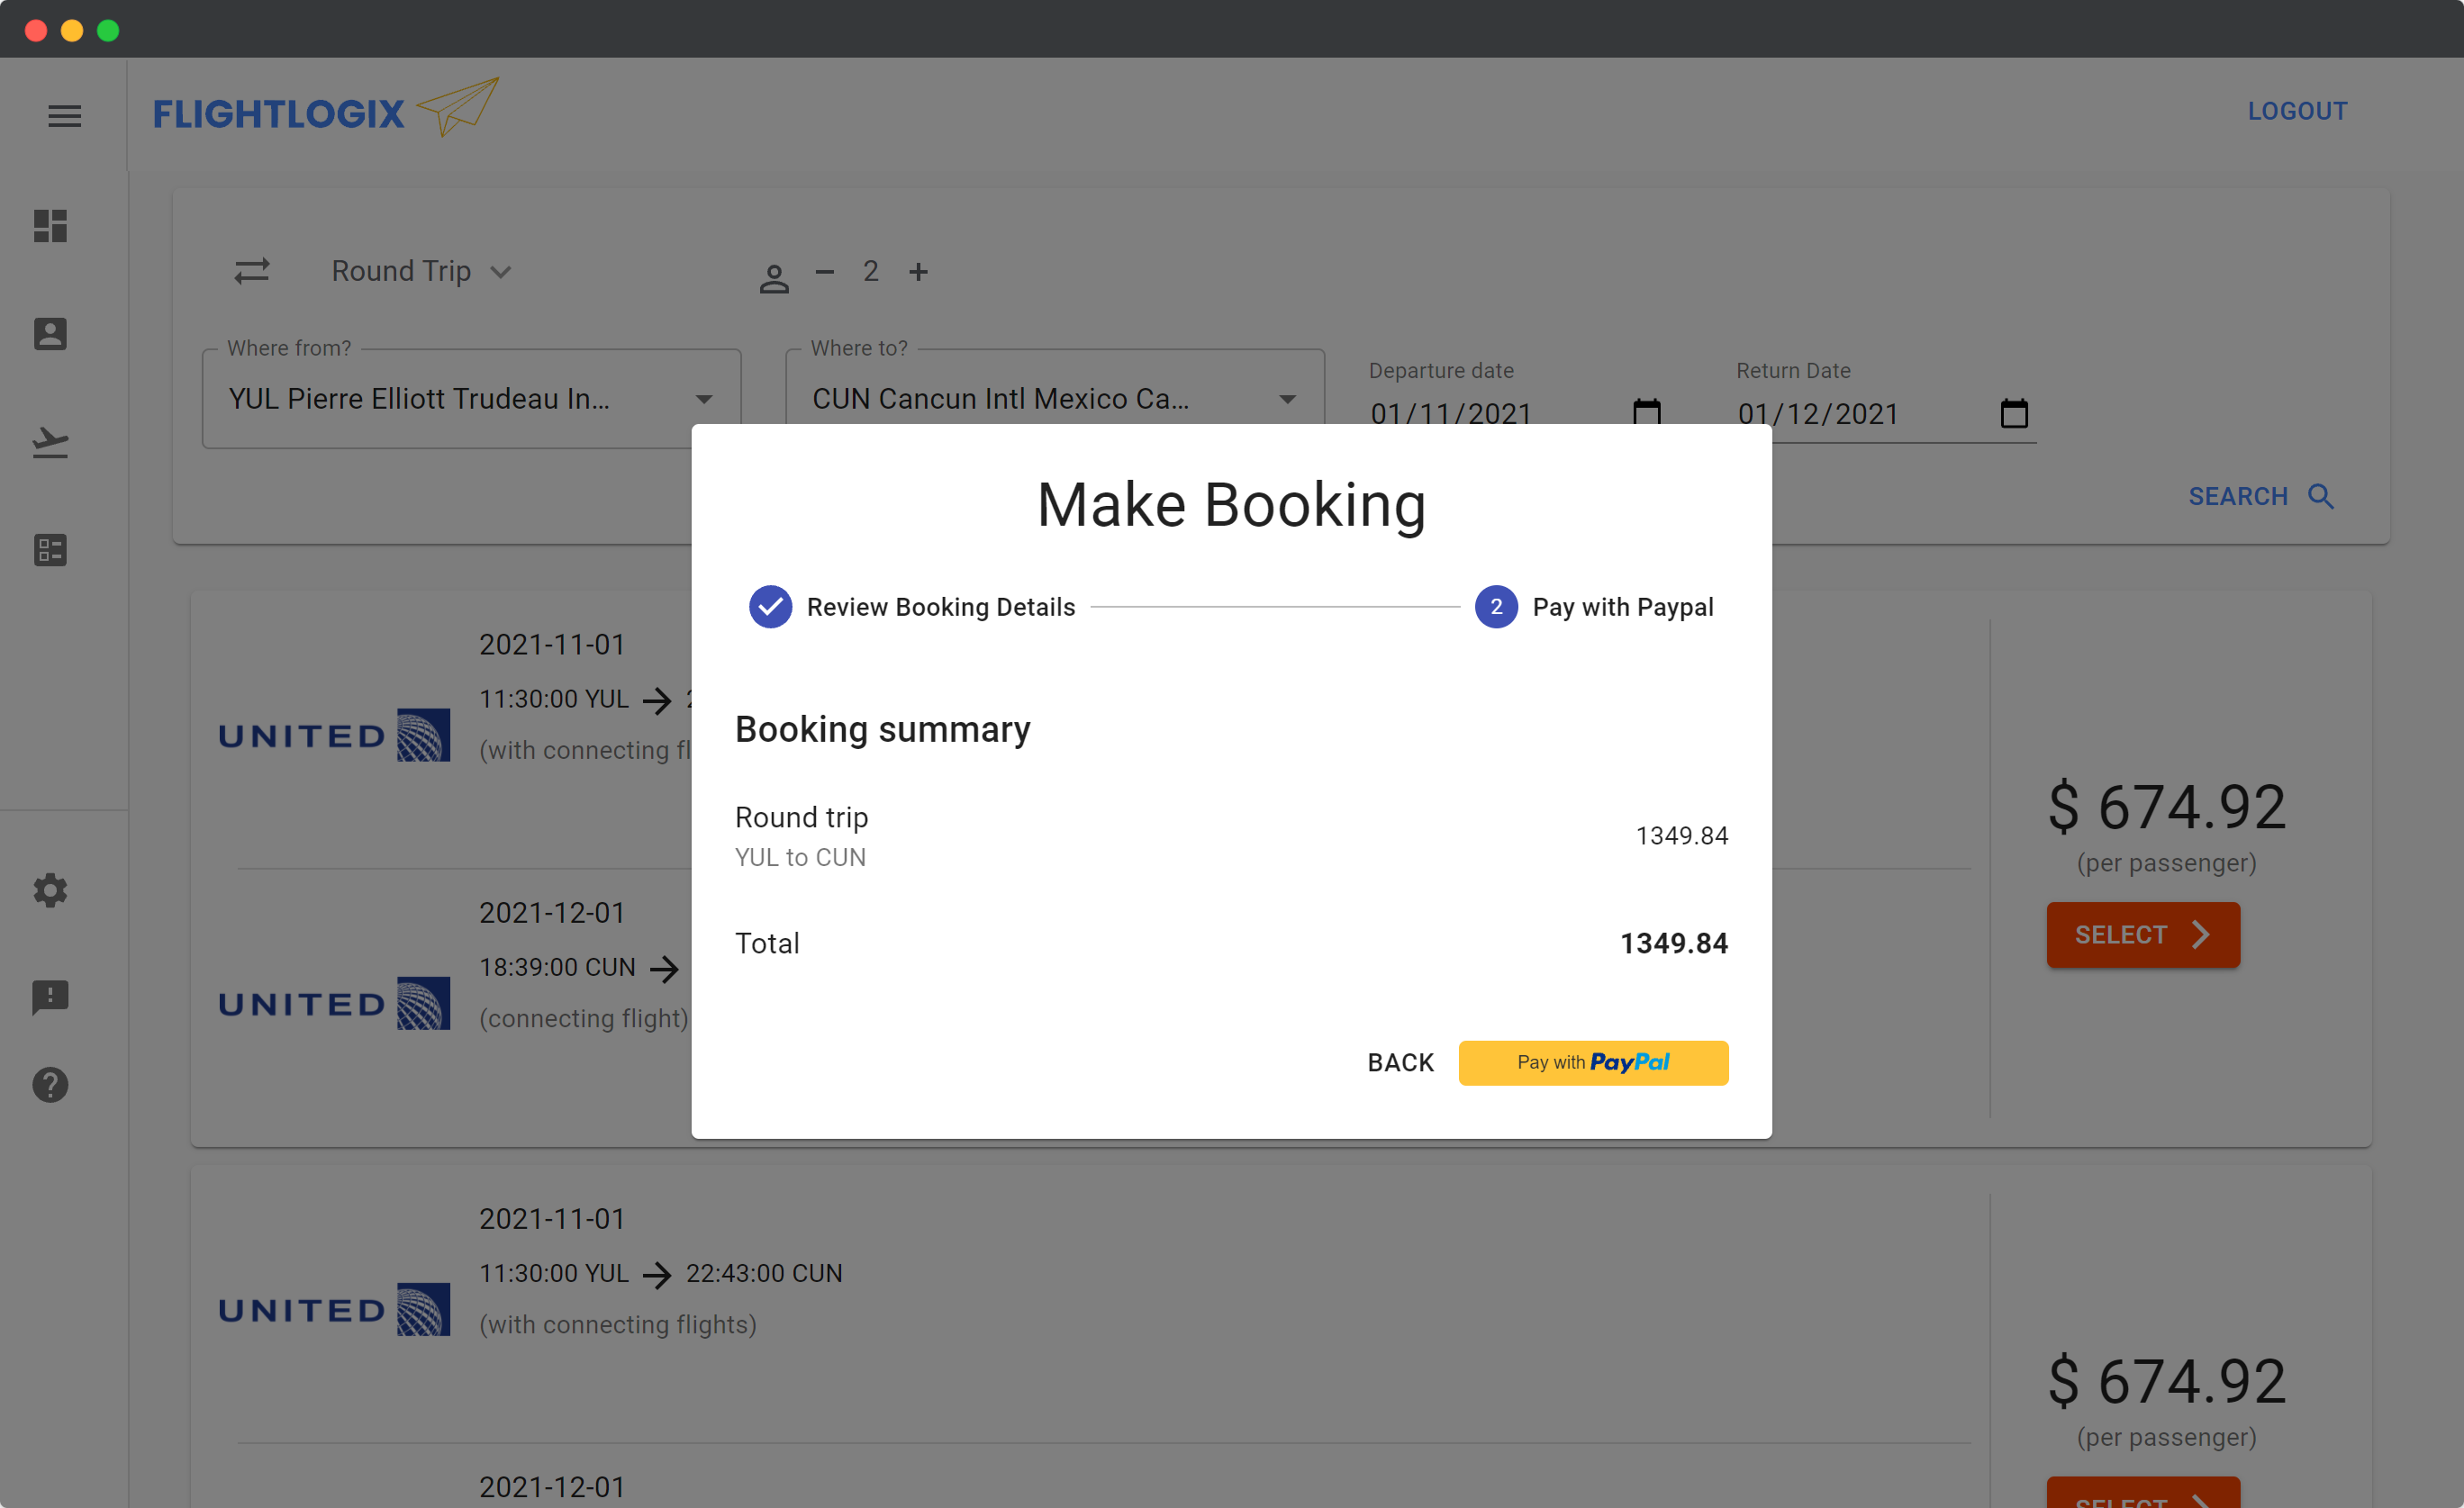 FLIGHTLOGIX
LOGOUT
Round Trip
2
Where from?
YUL Pierre Elliott Trudeau In...
Where to?
CUN Cancun Intl Mexico Ca...
Departure date
01/11/2021
Return Date
01/12/2021
SEARCH
Make Booking
Review Booking Details
2 Pay with Paypal
Booking summary
Round trip
YUL to CUN
1349.84
Total
1349.84
BACK
Pay with PayPal
2021-11-01
11:30:00 YUL
(with connecting
UNITED
2021-12-01
18:39:00 CUN
(connecting flight)
UNITED
$ 674.92
(per passenger)
SELECT
2021-11-01
11:30:00 YUL → 22:43:00 CUN
(with connecting flights)
UNITED
2021-12-01
$ 674.92
(per passenger)
SELECT